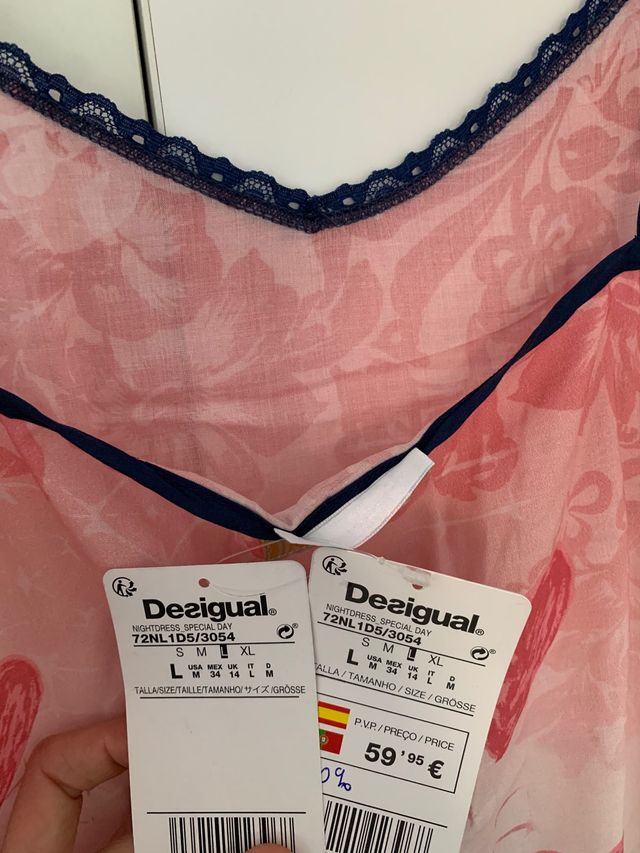 Desigual®
NIGHTDRESS_SPECIAL DAY
72NL1D5/3054
S M L XL
L USA M MEX 34 UK 14 IT L D M
TALLA/SIZE/TAILLE/TAMANHO/サイズ/GRÖSSE
Desigual®
NIGHTDRESS_SPECIAL DAY
72NL1D5/3054
S M L XL
L USA M MEX 34 UK 14 IT L D M
TALLA / TAMANHO / SIZE / GRÖSSE
P.V.P. / PREÇO / PRICE
59'95 €